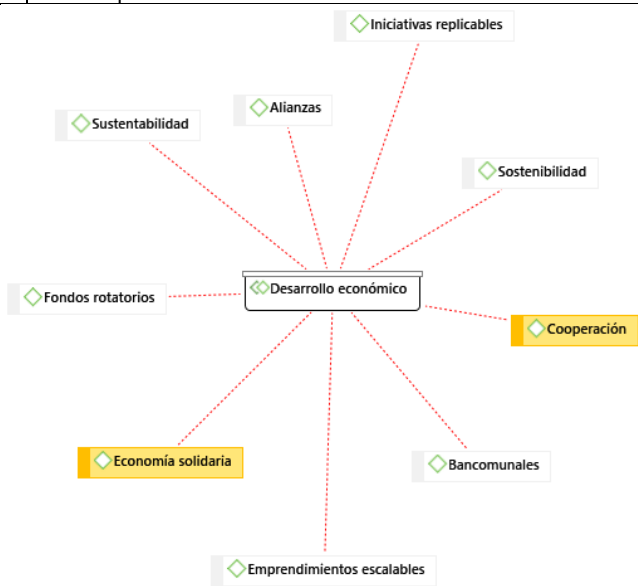 Iniciativas replicables
Alianzas
Sustentabilidad
Sostenibilidad
Desarrollo económico
Fondos rotatorios
Cooperación
Economía solidaria
Bancomunales
Emprendimientos escalables